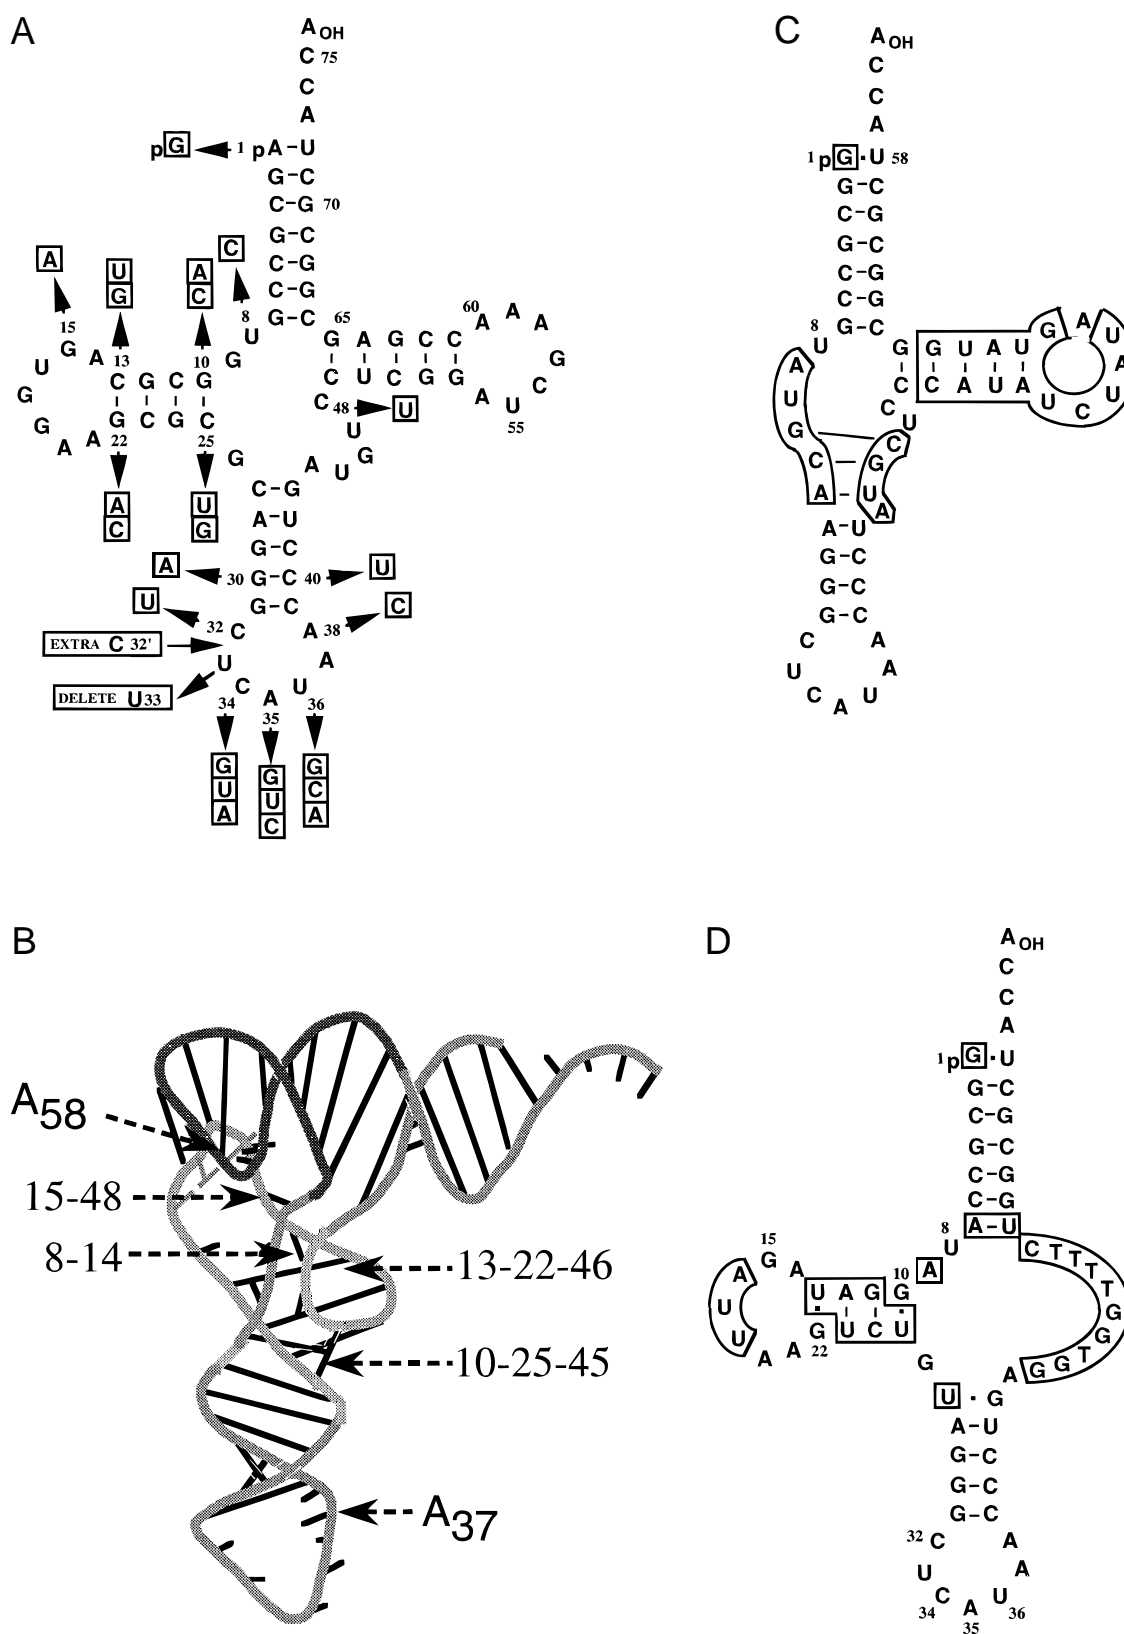 A
A OH
C 75
C
A
p G 1 p A - U
G - C
C - G 70
G - C
C - G
C - G
G - C
A
U G
A C
C
15
13
10
8
U
G
G A
C G C G
G C G C
U
G
G
A A
22
25
A C
U G
65
G A G C C
C U C G G
60
A A A
G
C
U
A
55
C 48 U
U
G
U
A
G
C - G
A - U
G - C
A 30 G - C 40 U
G - C
U 32 C A 38 C
EXTRA C 32'
U A
DELETE U33
C A U
34 35 36
G U A
G U C
G C A
B
A58
15-48
8-14
13-22-46
10-25-45
A37
C
A OH
C
C
A
1 p G · U 58
G - C
C - G
G - C
C - G
C - G
G - C
8
U
A U G C A
G G U A U G A U A U C U
C C A U A
C
U
C G U A
A - U
G - C
G - C
G - C
C A
U A
C A U
D
A OH
C
C
A
1 p G · U
G - C
C - G
G - C
C - G
C - G
A - U
8
U
A
10
15
G A
U A G G
G U C U
A U U
A A 22
C T T T T G G T G G
A
G
U · G
A - U
G - C
G - C
G - C
32 C A
U A
C A U
34 35 36